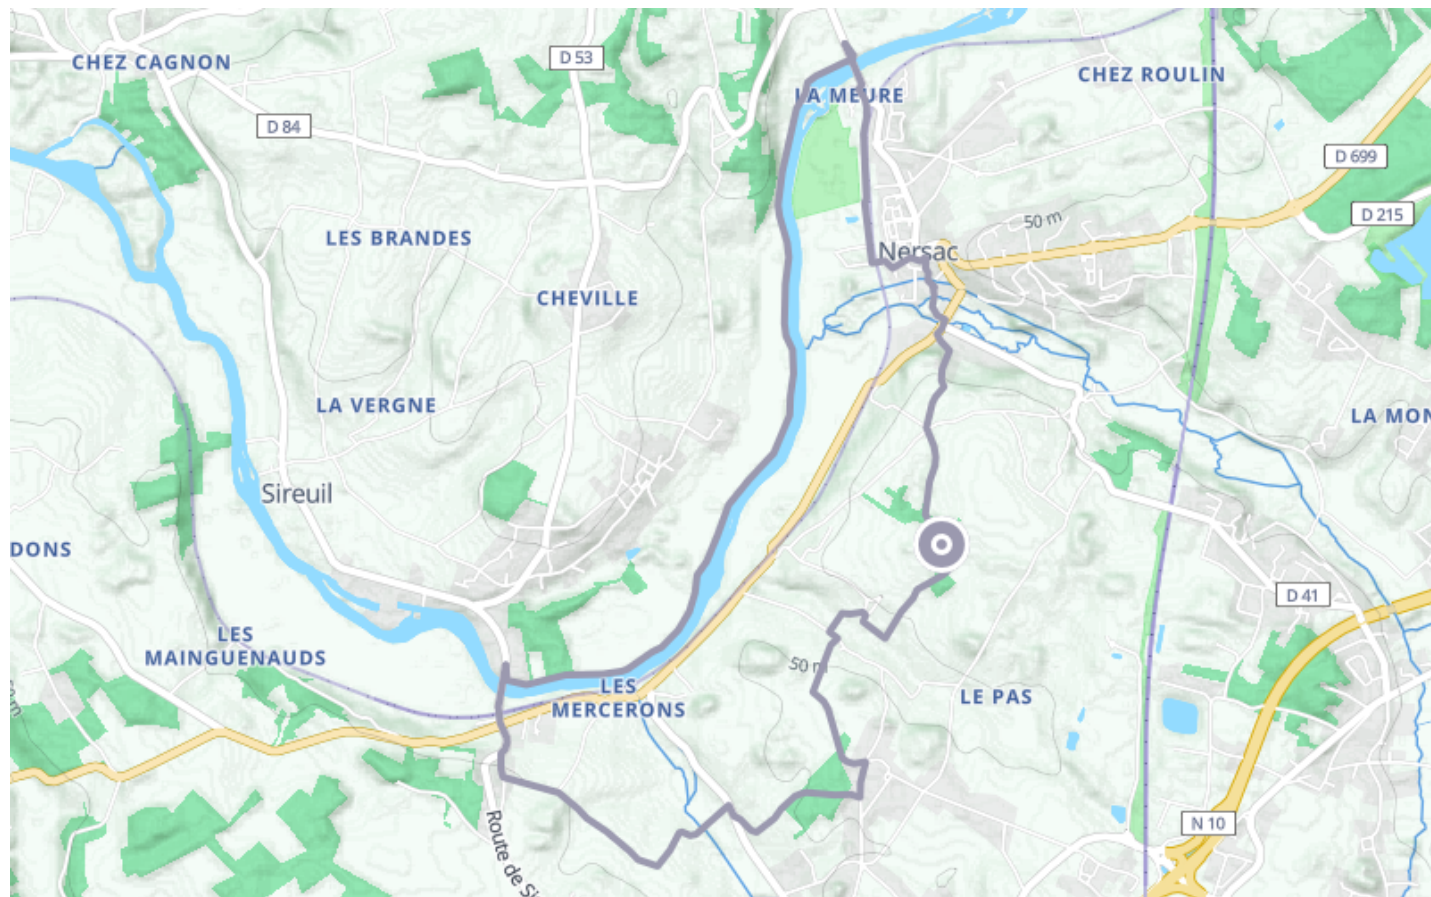 D 53
CHEZ CAGNON
CHEZ ROULIN
LA MEURE
D 84
D 699
D 215
50 m
LES BRANDES
Nersac
CHEVILLE
LA VERGNE
LA MON
Sireuil
DONS
D 41
LES
MAINGUENAUDS
50 m
LES
MERCERONS
LE PAS
50 m
N 10
Route de Si